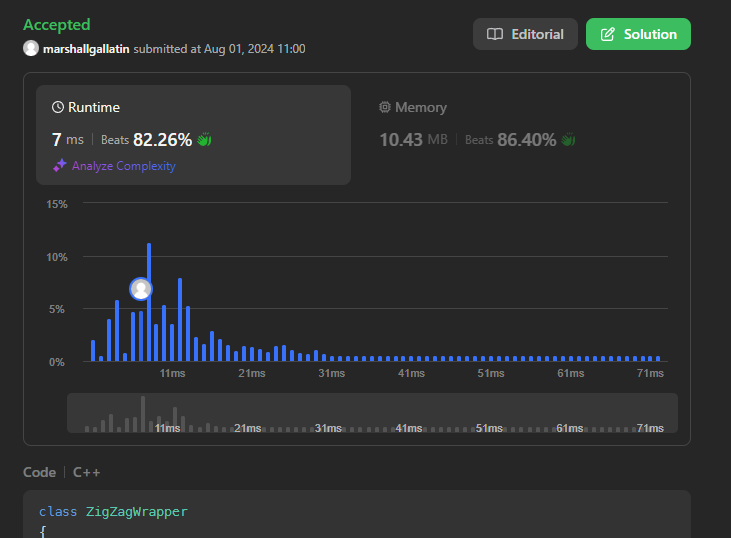 Accepted
Editorial
Solution
marshallgallatin submitted at Aug 01, 2024 11:00
Runtime
Memory
7 ms | Beats 82.26%
10.43 MB | Beats 86.40%
Analyze Complexity
15%
10%
5%
0%
11ms 21ms 31ms 41ms 51ms 61ms 71ms
11ms 21ms 31ms 41ms 51ms 61ms 71ms
Code | C++
class ZigZagWrapper
{